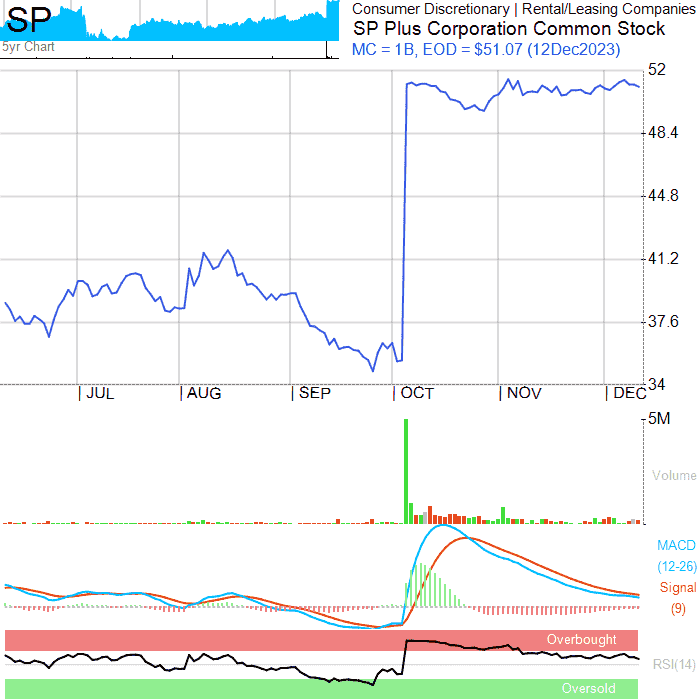 SP
5yr Chart
Consumer Discretionary | Rental/Leasing Companies
SP Plus Corporation Common Stock
MC = 1B, EOD = $51.07 (12Dec2023)
52
48.4
44.8
41.2
37.6
34
JUL
AUG
SEP
OCT
NOV
DEC
5M
Volume
MACD
(12-26)
Signal
(9)
Overbought
RSI(14)
Oversold